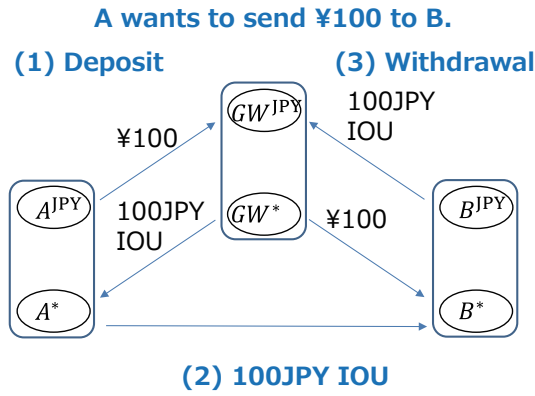 A wants to send ¥100 to B.
(1) Deposit
(3) Withdrawal
GW^JPY
100JPY
IOU
¥100
A^JPY
100JPY
IOU
GW*
¥100
B^JPY
A*
B*
(2) 100JPY IOU